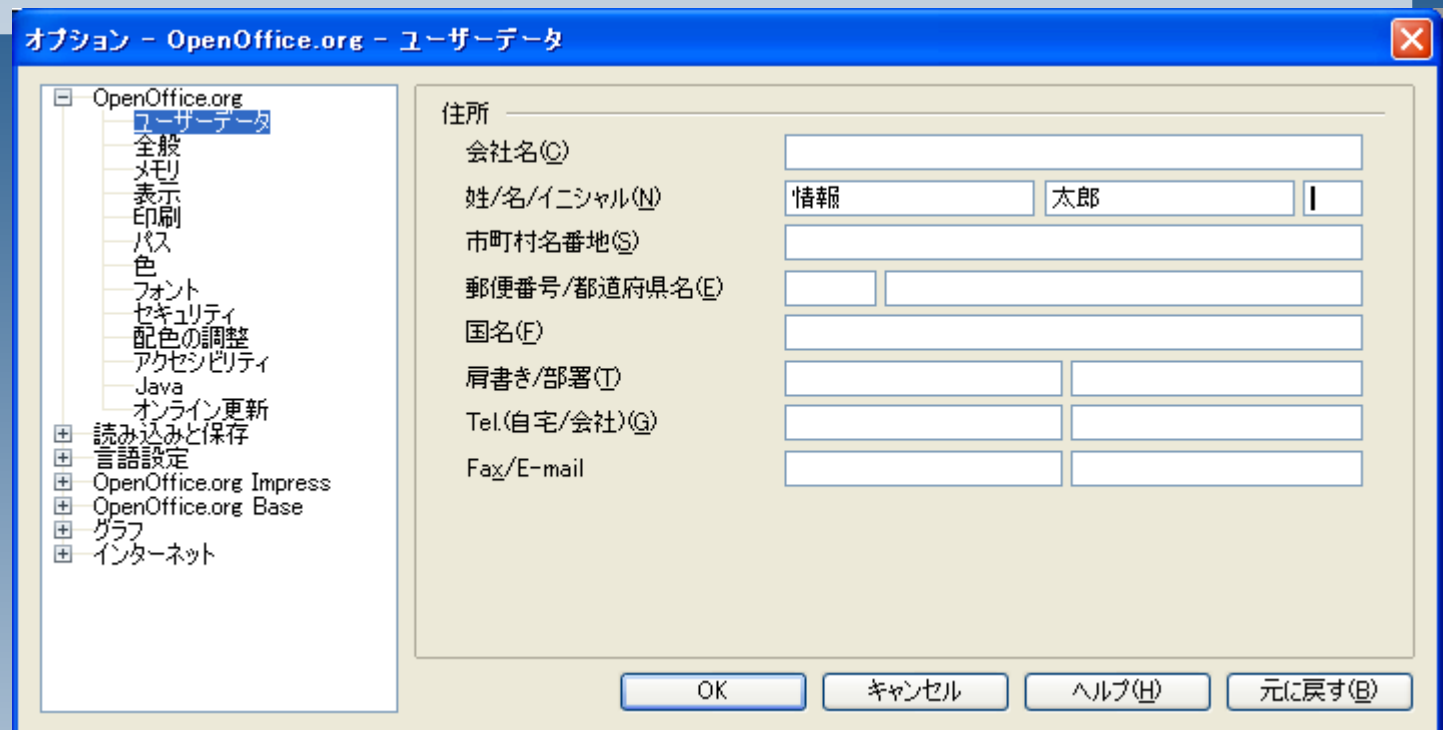 オプション - OpenOffice.org - ユーザーデータ
OpenOffice.org
ユーザーデータ
全般
メモリ
表示
印刷
パス
色
フォント
セキュリティ
配色の調整
アクセシビリティ
Java
オンライン更新
読み込みと保存
言語設定
OpenOffice.org Impress
OpenOffice.org Base
グラフ
インターネット
住所
会社名(C)
姓/名/イニシャル(N) 情報 太郎
市町村名番地(S)
郵便番号/都道府県名(E)
国名(F)
肩書き/部署(T)
Tel.(自宅/会社)(G)
Fax/E-mail
OK キャンセル ヘルプ(H) 元に戻す(B)